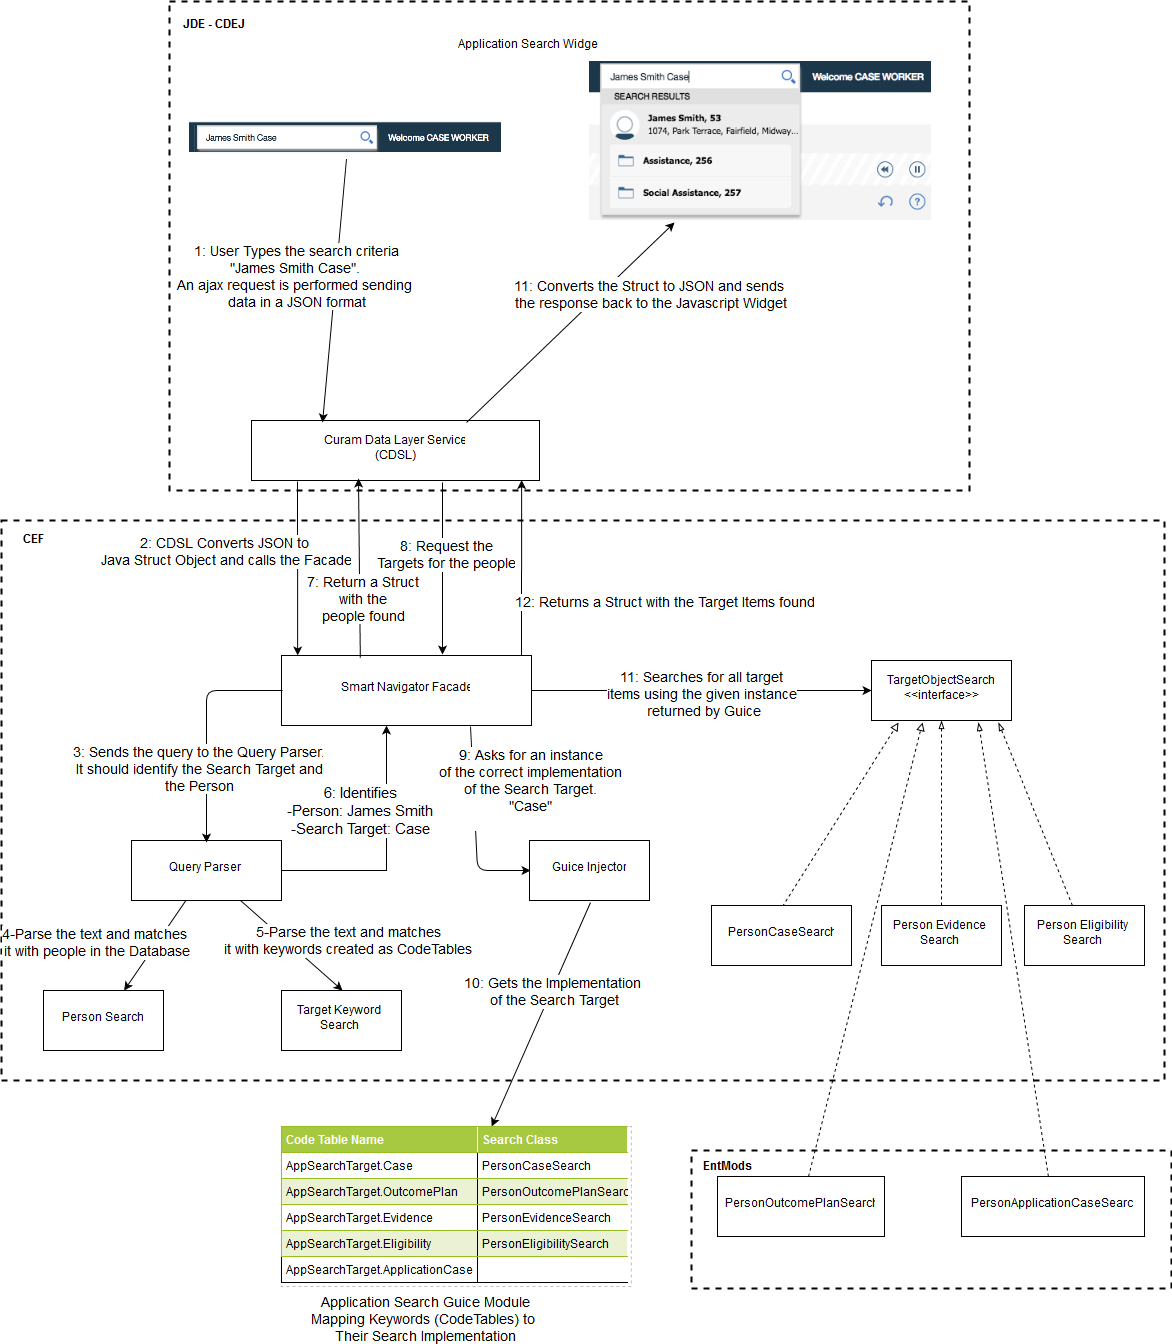 JDE - CDEJ
Application Search Widge
James Smith Case
Welcome CASE WORKER
SEARCH RESULTS
James Smith, 53
1074, Park Terrace, Fairfield, Midway...
Assistance, 256
Social Assistance, 257
James Smith Case
Welcome CASE WORKER
1: User Types the search criteria
"James Smith Case".
An ajax request is performed sending
data in a JSON format
11: Converts the Struct to JSON and sends
the response back to the Javascript Widget
Curam Data Layer Service
(CDSL)
CEF
2: CDSL Converts JSON to
Java Struct Object and calls the Facade
7: Return a Struct
with the
people found
8: Request the
Targets for the people
12: Returns a Struct with the Target Items found
Smart Navigator Facade
11: Searches for all target
items using the given instance
returned by Guice
TargetObjectSearch
<<interface>>
3: Sends the query to the Query Parser.
It should identify the Search Target and
the Person
6: Identifies
-Person: James Smith
-Search Target: Case
9: Asks for an instance
of the correct implementation
of the Search Target.
"Case"
Query Parser
Guice Injector
4-Parse the text and matches
it with people in the Database
5-Parse the text and matches
it with keywords created as CodeTables
PersonCaseSearch
Person Evidence
Search
Person Eligibility
Search
10: Gets the Implementation
of the Search Target
Person Search
Target Keyword
Search
Code Table Name Search Class
AppSearchTarget.Case PersonCaseSearch
AppSearchTarget.OutcomePlan PersonOutcomePlanSearc
AppSearchTarget.Evidence PersonEvidenceSearch
AppSearchTarget.Eligibility PersonEligibilitySearch
AppSearchTarget.ApplicationCase
Application Search Guice Module
Mapping Keywords (CodeTables) to
Their Search Implementation
EntMods
PersonOutcomePlanSearch
PersonApplicationCaseSearc